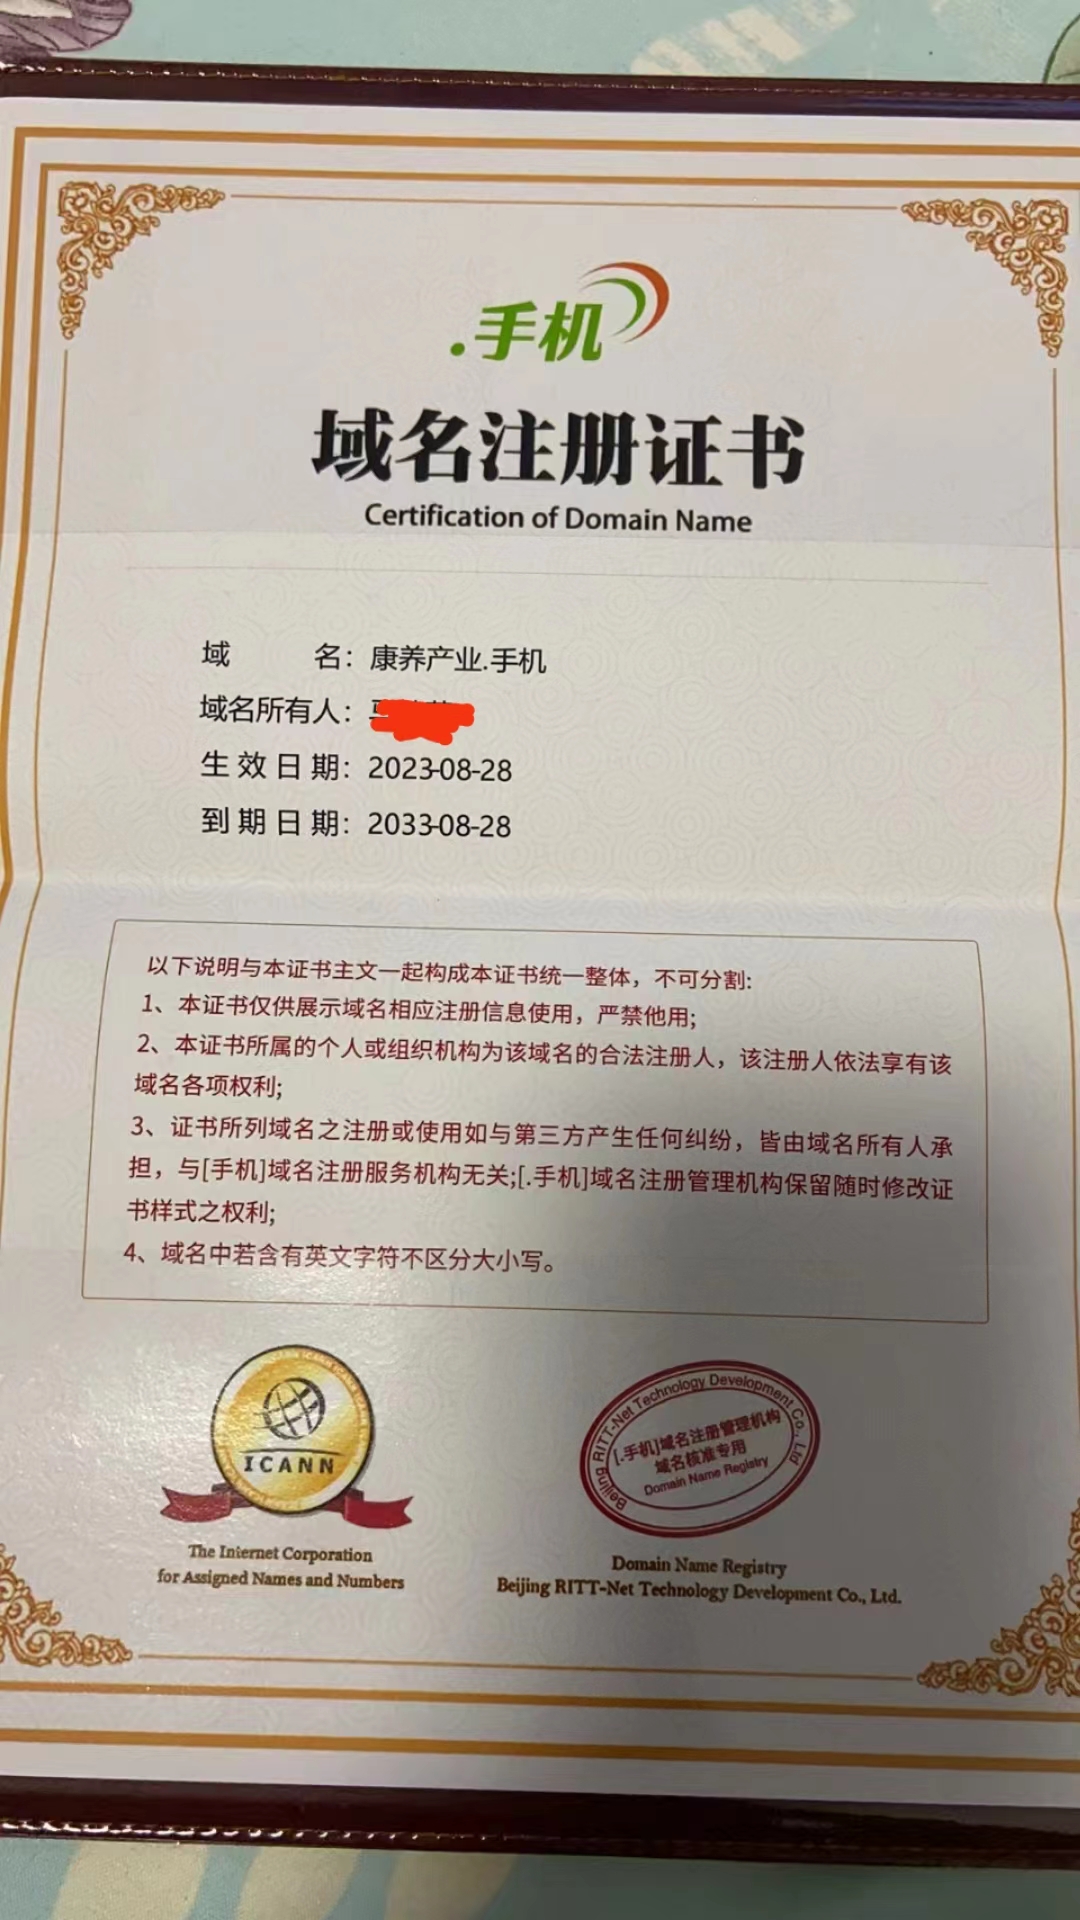 .手机
域名注册证书
Certification of Domain Name
域 名：康养产业.手机
域名所有人：
生效日期：2023-08-28
到期日期：2033-08-28
以下说明与本证书主文一起构成本证书统一整体，不可分割:
1、本证书仅供展示域名相应注册信息使用，严禁他用;
2、本证书所属的个人或组织机构为该域名的合法注册人，该注册人依法享有该
域名各项权利;
3、证书所列域名之注册或使用如与第三方产生任何纠纷，皆由域名所有人承
担，与[手机]域名注册服务机构无关;[.手机]域名注册管理机构保留随时修改证
书样式之权利;
4、域名中若含有英文字符不区分大小写。
ICANN
The Internet Corporation
for Assigned Names and Numbers
Beijing RITT-Net Technology Development Co., Ltd
[.手机]域名注册管理机构
域名核准专用
Domain Name Registry
Domain Name Registry
Beijing RITT-Net Technology Development Co., Ltd.